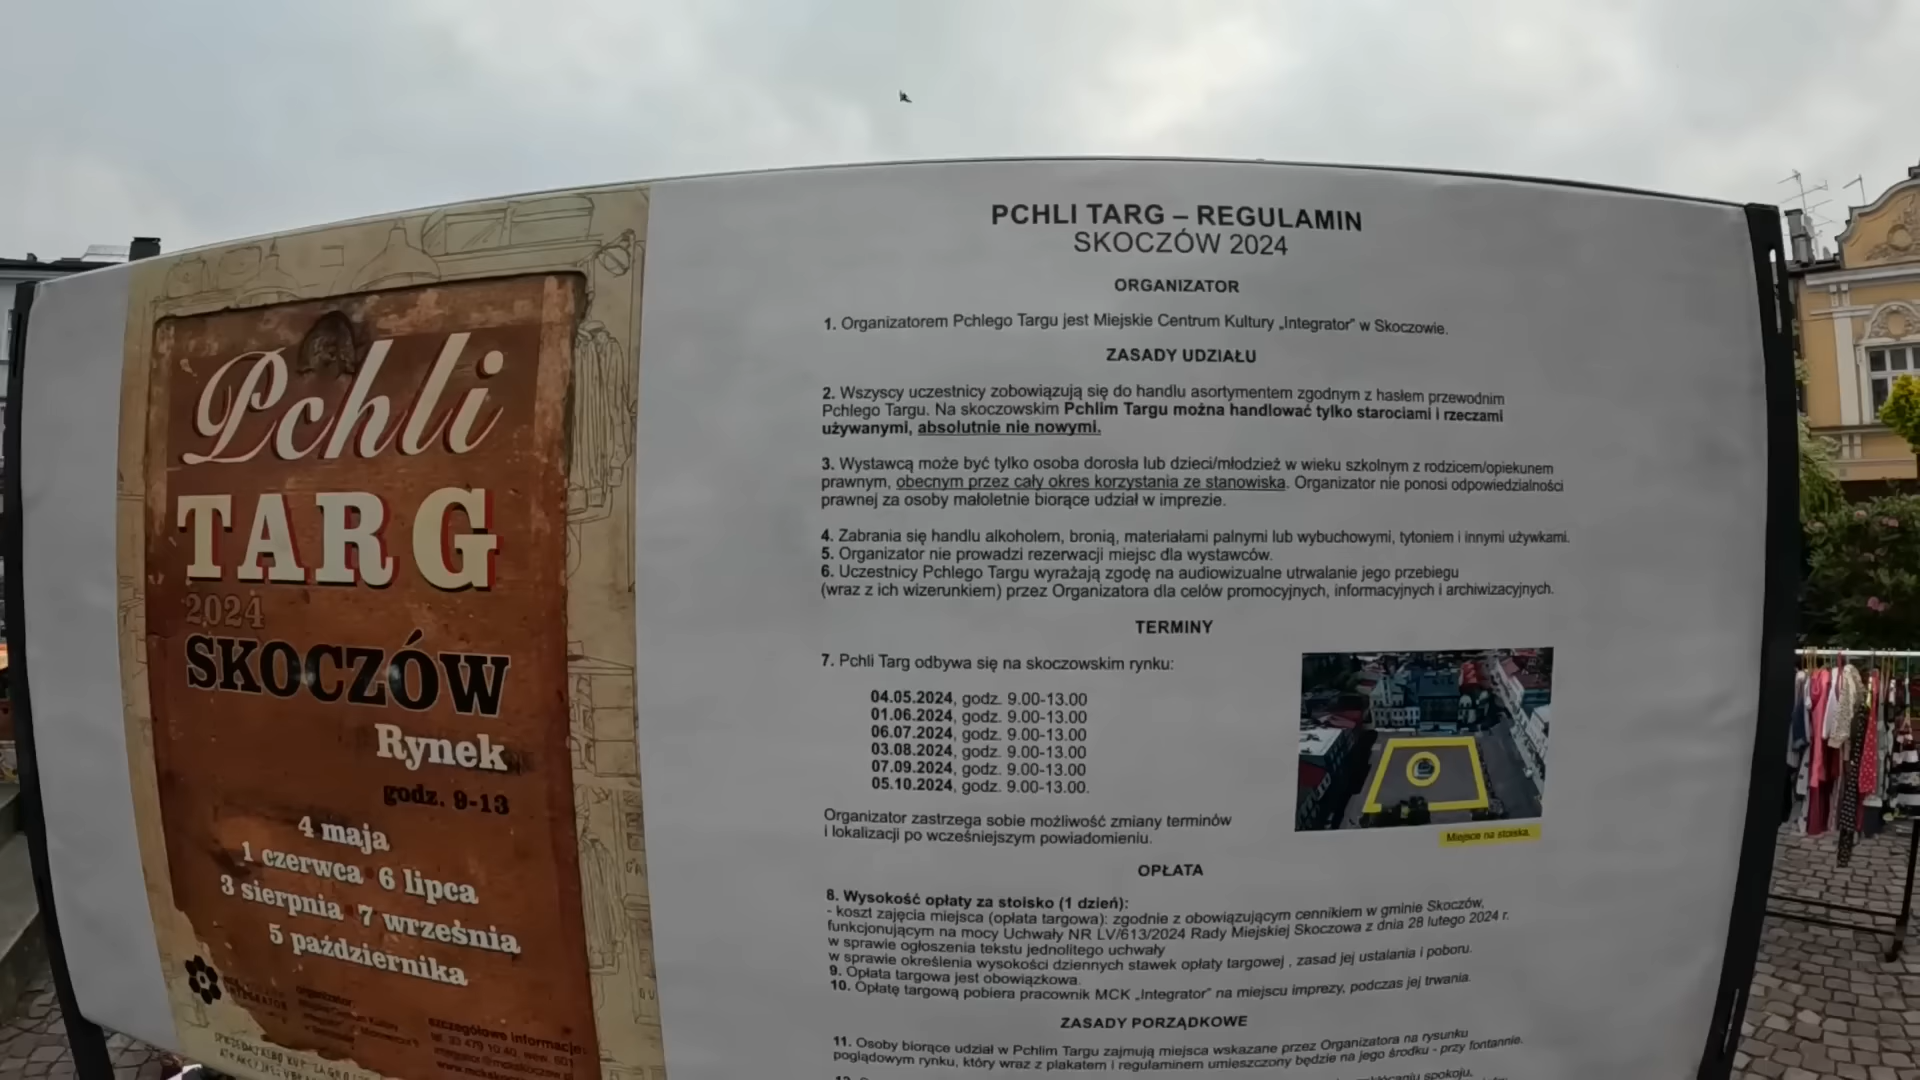 Pchli
TARG
2024
SKOCZÓW
Rynek
godz. 9-13
4 maja
1 czerwca 6 lipca
3 sierpnia 7 września
5 października
INTEGRATOR
organizator:
szczegółowe informacje:
PCHLI TARG – REGULAMIN
SKOCZÓW 2024
ORGANIZATOR
1. Organizatorem Pchlego Targu jest Miejskie Centrum Kultury „Integrator” w Skoczowie.
ZASADY UDZIAŁU
2. Wszyscy uczestnicy zobowiązują się do handlu asortymentem zgodnym z hasłem przewodnim
Pchlego Targu. Na skoczowskim Pchlim Targu można handlować tylko starociami i rzeczami
używanymi, absolutnie nie nowymi.
3. Wystawcą może być tylko osoba dorosła lub dzieci/młodzież w wieku szkolnym z rodzicem/opiekunem
prawnym, obecnym przez cały okres korzystania ze stanowiska. Organizator nie ponosi odpowiedzialności
prawnej za osoby małoletnie biorące udział w imprezie.
4. Zabrania się handlu alkoholem, bronią, materiałami palnymi lub wybuchowymi, tytoniem i innymi używkami.
5. Organizator nie prowadzi rezerwacji miejsc dla wystawców.
6. Uczestnicy Pchlego Targu wyrażają zgodę na audiowizualne utrwalanie jego przebiegu
(wraz z ich wizerunkiem) przez Organizatora dla celów promocyjnych, informacyjnych i archiwizacyjnych.
TERMINY
7. Pchli Targ odbywa się na skoczowskim rynku:
04.05.2024, godz. 9.00-13.00
01.06.2024, godz. 9.00-13.00
06.07.2024, godz. 9.00-13.00
03.08.2024, godz. 9.00-13.00
07.09.2024, godz. 9.00-13.00
05.10.2024, godz. 9.00-13.00.
Miejsce na stoiska.
Organizator zastrzega sobie możliwość zmiany terminów
i lokalizacji po wcześniejszym powiadomieniu.
OPŁATA
8. Wysokość opłaty za stoisko (1 dzień):
- koszt zajęcia miejsca (opłata targowa): zgodnie z obowiązującym cennikiem w gminie Skoczów,
funkcjonującym na mocy Uchwały NR LV/613/2024 Rady Miejskiej Skoczowa z dnia 28 lutego 2024 r.
w sprawie ogłoszenia tekstu jednolitego uchwały
w sprawie określenia wysokości dziennych stawek opłaty targowej , zasad jej ustalania i poboru.
9. Opłata targowa jest obowiązkowa.
10. Opłatę targową pobiera pracownik MCK „Integrator” na miejscu imprezy, podczas jej trwania.
ZASADY PORZĄDKOWE
11. Osoby biorące udział w Pchlim Targu zajmują miejsca wskazane przez Organizatora na rysunku
poglądowym rynku, który wraz z plakatem i regulaminem umieszczony będzie na jego środku - przy fontannie.
spokoju,